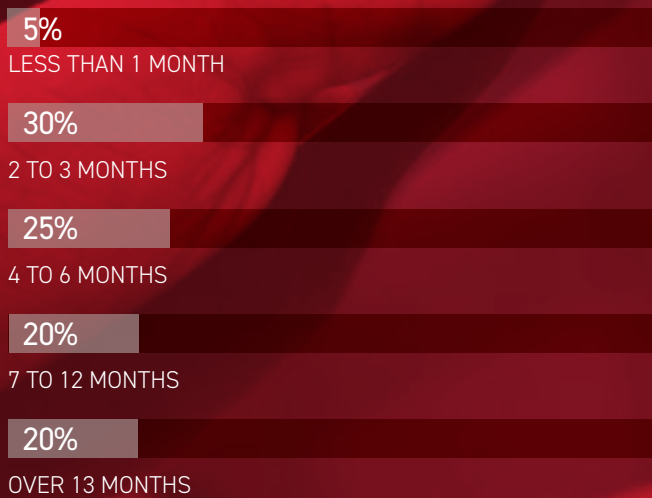 5%
LESS THAN 1 MONTH
30%
2 TO 3 MONTHS
25%
4 TO 6 MONTHS
20%
7 TO 12 MONTHS
20%
OVER 13 MONTHS